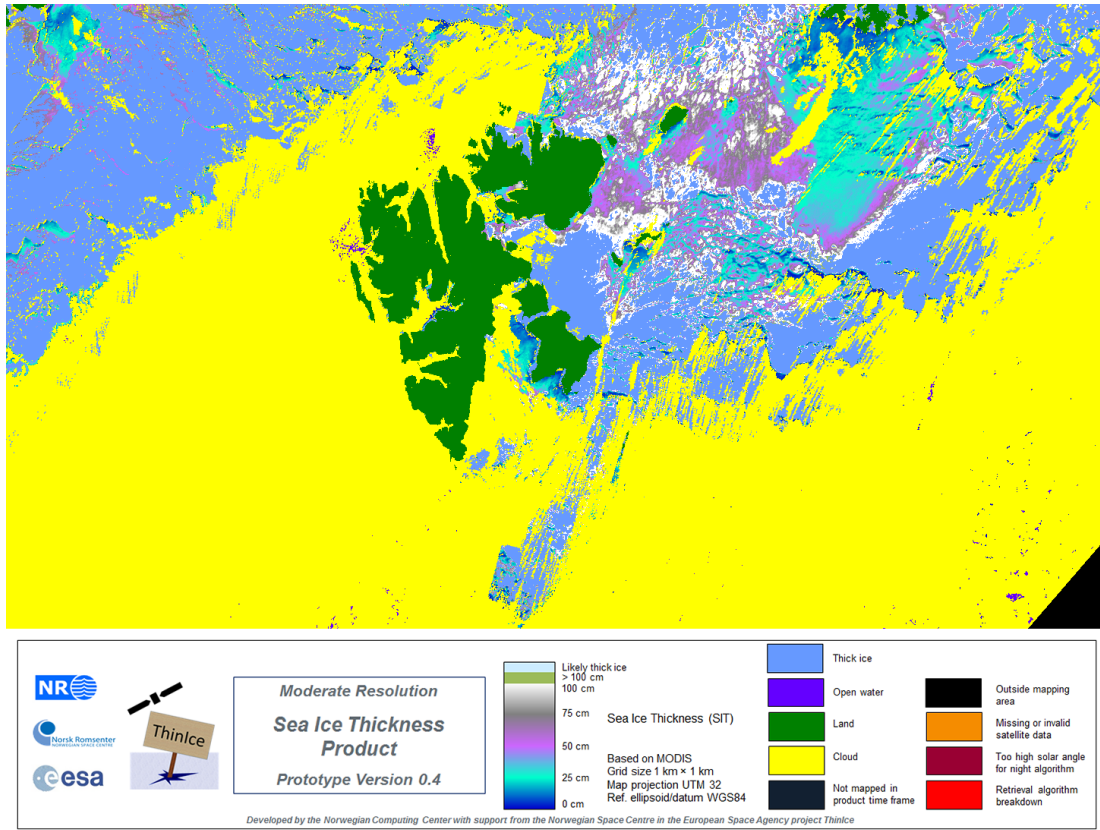 NR
Norsk Romsenter
NORWEGIAN SPACE CENTRE
esa
ThinIce
Moderate Resolution
Sea Ice Thickness
Product
Prototype Version 0.4
Likely thick ice
> 100 cm
100 cm
75 cm
50 cm
25 cm
0 cm
Sea Ice Thickness (SIT)
Based on MODIS
Grid size 1 km × 1 km
Map projection UTM 32
Ref. ellipsoid/datum WGS84
Thick ice
Open water
Land
Cloud
Not mapped in
product time frame
Outside mapping
area
Missing or invalid
satellite data
Too high solar angle
for night algorithm
Retrieval algorithm
breakdown
Developed by the Norwegian Computing Center with support from the Norwegian Space Centre in the European Space Agency project ThinIce